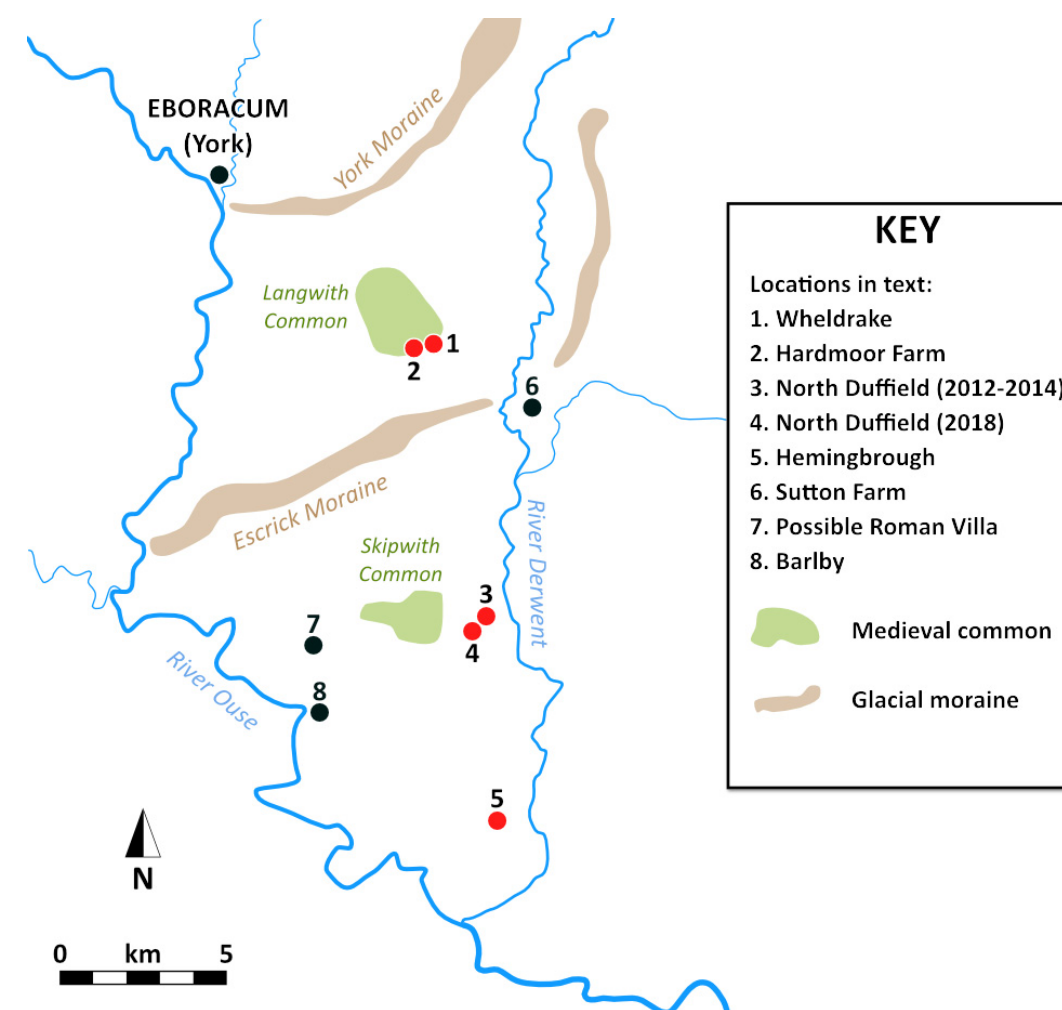 EBORACUM
(York)
York Moraine
Langwith
Common
1
2
6
Escrick Moraine
River Derwent
Skipwith
Common
3
4
7
8
River Ouse
5
N
0 km 5
KEY
Locations in text:
1. Wheldrake
2. Hardmoor Farm
3. North Duffield (2012-2014)
4. North Duffield (2018)
5. Hemingbrough
6. Sutton Farm
7. Possible Roman Villa
8. Barlby
Medieval common
Glacial moraine